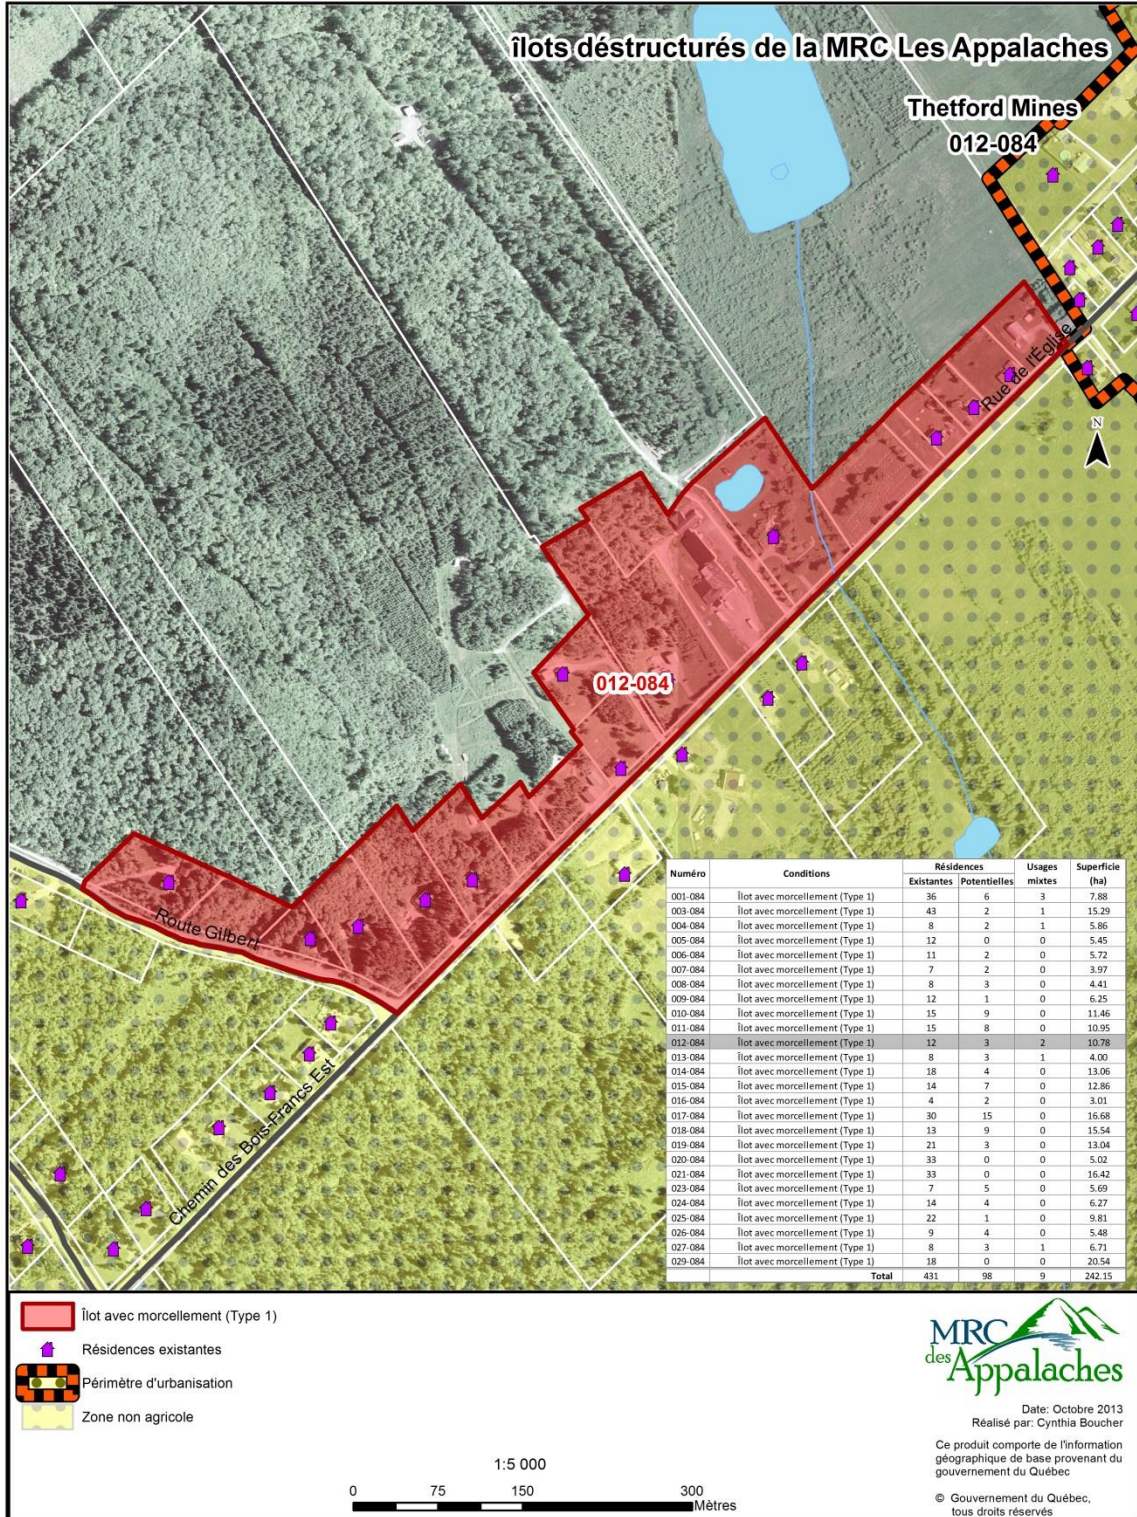 îlots déstructurés de la MRC Les Appalaches
Thetford Mines
012-084
Rue de l'Église
N
012-084
Route Gilbert
Chemin des Bois-Francs Est
Numéro Conditions Résidences Usages mixtes Superficie (ha)
Existantes Potentielles
001-084 Îlot avec morcellement (Type 1) 36 6 3 7.88
003-084 Îlot avec morcellement (Type 1) 43 2 1 15.29
004-084 Îlot avec morcellement (Type 1) 8 2 1 5.86
005-084 Îlot avec morcellement (Type 1) 12 0 0 5.45
006-084 Îlot avec morcellement (Type 1) 11 2 0 5.72
007-084 Îlot avec morcellement (Type 1) 7 2 0 3.97
008-084 Îlot avec morcellement (Type 1) 8 3 0 4.41
009-084 Îlot avec morcellement (Type 1) 12 1 0 6.25
010-084 Îlot avec morcellement (Type 1) 15 9 0 11.46
011-084 Îlot avec morcellement (Type 1) 15 8 0 10.95
012-084 Îlot avec morcellement (Type 1) 12 3 2 10.78
013-084 Îlot avec morcellement (Type 1) 8 3 1 4.00
014-084 Îlot avec morcellement (Type 1) 18 4 0 13.06
015-084 Îlot avec morcellement (Type 1) 14 7 0 12.86
016-084 Îlot avec morcellement (Type 1) 4 2 0 3.01
017-084 Îlot avec morcellement (Type 1) 30 15 0 16.68
018-084 Îlot avec morcellement (Type 1) 13 9 0 15.54
019-084 Îlot avec morcellement (Type 1) 21 3 0 13.04
020-084 Îlot avec morcellement (Type 1) 33 0 0 5.02
021-084 Îlot avec morcellement (Type 1) 33 0 0 16.42
023-084 Îlot avec morcellement (Type 1) 7 5 0 5.69
024-084 Îlot avec morcellement (Type 1) 14 4 0 6.27
025-084 Îlot avec morcellement (Type 1) 22 1 0 9.81
026-084 Îlot avec morcellement (Type 1) 9 4 0 5.48
027-084 Îlot avec morcellement (Type 1) 8 3 1 6.71
029-084 Îlot avec morcellement (Type 1) 18 0 0 20.54
Total 431 98 9 242.15
Îlot avec morcellement (Type 1)
Résidences existantes
Périmètre d'urbanisation
Zone non agricole
1:5 000
0 75 150 300
Mètres
MRC
des Appalaches
Date: Octobre 2013
Réalisé par: Cynthia Boucher
Ce produit comporte de l'information
géographique de base provenant du
gouvernement du Québec
© Gouvernement du Québec,
tous droits réservés